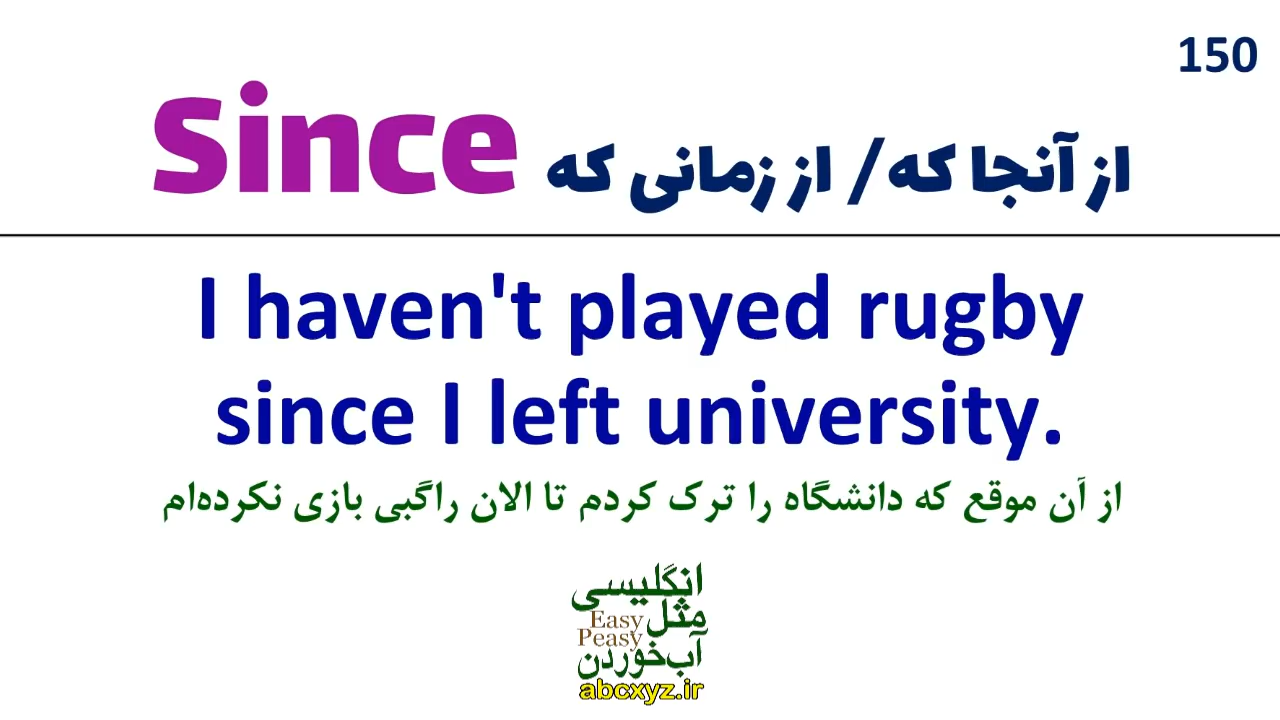 150
Since از آنجا که/ از زمانی که
I haven't played rugby
since I left university.
از آن موقع که دانشگاه را ترک کردم تا الان راگبی بازی نکرده‌ام
انگلیسی
مثل
Easy
Peasy
آب‌خوردن
abcxyz.ir